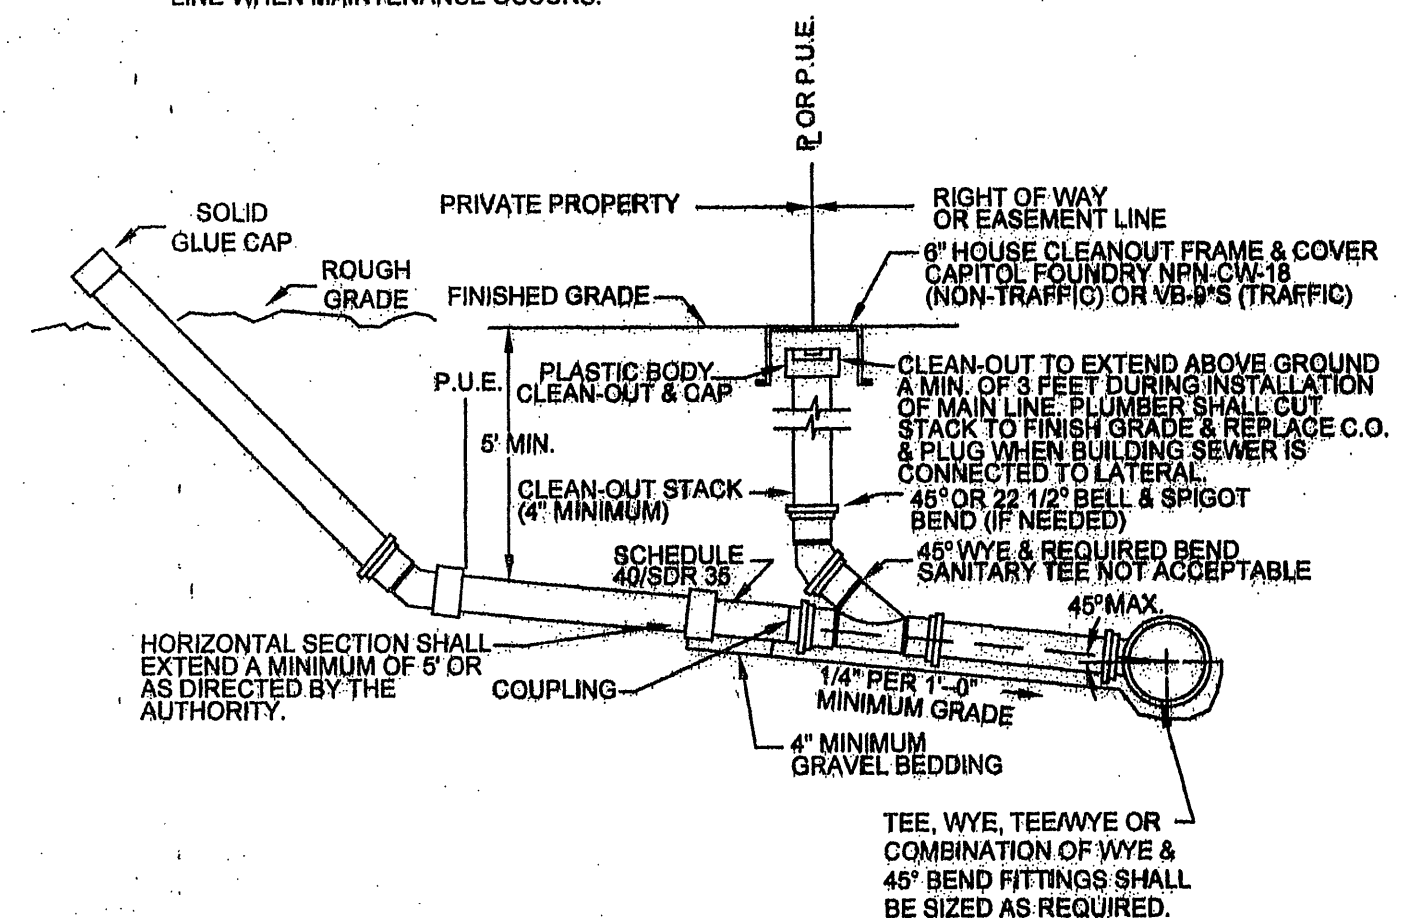 LINE WHEN MAINTENANCE OCCURS.
PL OR P.U.E.
PRIVATE PROPERTY
RIGHT OF WAY
OR EASEMENT LINE
SOLID
GLUE CAP
ROUGH
GRADE
FINISHED GRADE
6" HOUSE CLEANOUT FRAME & COVER
CAPITOL FOUNDRY NPN-CW-18
(NON-TRAFFIC) OR VB-9"S (TRAFFIC)
P.U.E.
PLASTIC BODY
CLEAN-OUT & CAP
CLEAN-OUT TO EXTEND ABOVE GROUND
A MIN. OF 3 FEET DURING INSTALLATION
OF MAIN LINE. PLUMBER SHALL CUT
STACK TO FINISH GRADE & REPLACE C.O.
& PLUG WHEN BUILDING SEWER IS
CONNECTED TO LATERAL.
5' MIN.
CLEAN-OUT STACK
(4" MINIMUM)
45° OR 22 1/2° BELL & SPIGOT
BEND (IF NEEDED)
SCHEDULE
40/SDR 35
45° WYE & REQUIRED BEND
SANITARY TEE NOT ACCEPTABLE
45° MAX.
HORIZONTAL SECTION SHALL
EXTEND A MINIMUM OF 5' OR
AS DIRECTED BY THE
AUTHORITY.
COUPLING
1/4" PER 1'-0"
MINIMUM GRADE
4" MINIMUM
GRAVEL BEDDING
TEE, WYE, TEE/WYE OR
COMBINATION OF WYE &
45° BEND FITTINGS SHALL
BE SIZED AS REQUIRED.